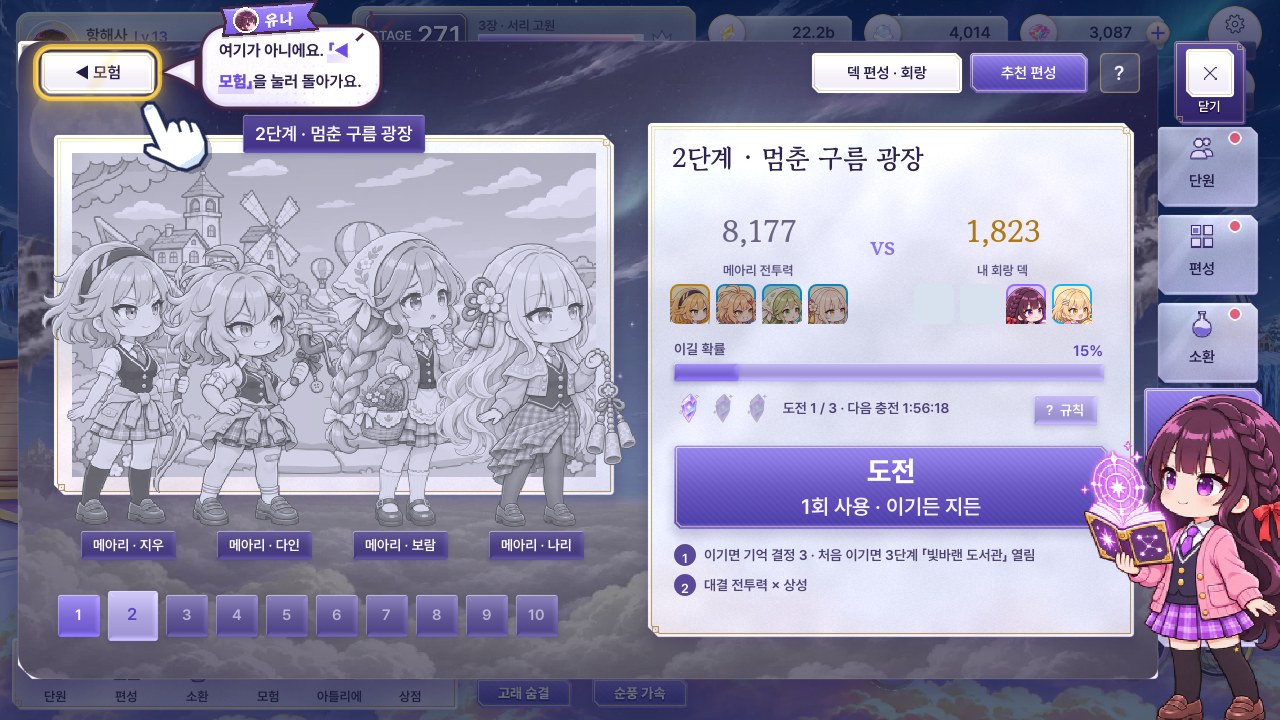 항해사 Lv.13
유나
STAGE 271
3장 · 서리 고원
22.2b
4,014
3,087
◀ 모험
여기가 아니에요. 「◀
모험」을 눌러 돌아가요.
덱 편성 · 회랑
추천 편성
?
닫기
2단계 · 멈춘 구름 광장
2단계 · 멈춘 구름 광장
8,177
VS
1,823
메아리 전투력
내 회랑 덱
이길 확률
15%
도전 1 / 3 · 다음 충전 1:56:18
? 규칙
도전
1회 사용 · 이기든 지든
1 이기면 기억 결정 3 · 처음 이기면 3단계 「빛바랜 도서관」 열림
2 대결 전투력 × 상성
메아리 · 지우
메아리 · 다인
메아리 · 보람
메아리 · 나리
1 2 3 4 5 6 7 8 9 10
단원
편성
소환
단원
편성
소환
모험
아틀리에
상점
고래 숨결
순풍 가속